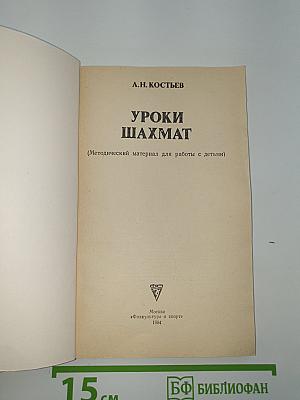 А.Н. КОСТЬЕВ
УРОКИ
ШАХМАТ
(Методический материал для работы с детьми)
Москва
«Физкультура и спорт»
1984
15 см
БФ БИБЛИОФАН